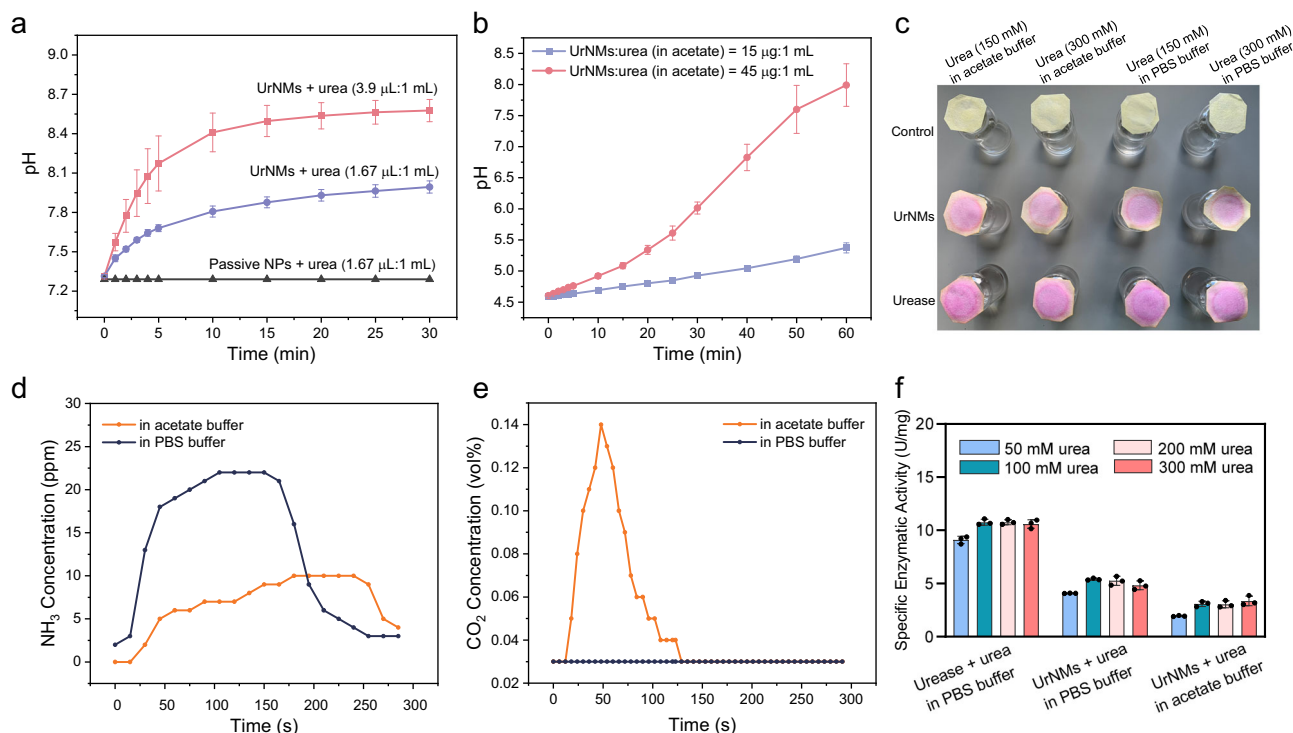 a
9.0
8.6
8.2
7.8
7.4
7.2
pH
UrNMs + urea (3.9 μL:1 mL)
UrNMs + urea (1.67 μL:1 mL)
Passive NPs + urea (1.67 μL:1 mL)
0 5 10 15 20 25 30
Time (min)
b
8.5
8.0
7.5
7.0
6.5
6.0
5.5
5.0
4.5
pH
UrNMs:urea (in acetate) = 15 μg:1 mL
UrNMs:urea (in acetate) = 45 μg:1 mL
0 10 20 30 40 50 60
Time (min)
c
Urea (150 mM)
in acetate buffer
Urea (300 mM)
in acetate buffer
Urea (150 mM)
in PBS buffer
Urea (300 mM)
in PBS buffer
Control
UrNMs
Urease
d
30
25
20
15
10
5
0
NH3 Concentration (ppm)
in acetate buffer
in PBS buffer
0 50 100 150 200 250 300
Time (s)
e
0.14
0.12
0.10
0.08
0.06
0.04
0.02
CO2 Concentration (vol%)
in acetate buffer
in PBS buffer
0 50 100 150 200 250 300
Time (s)
f
20
15
10
5
0
Specific Enzymatic Activity (U/mg)
50 mM urea
100 mM urea
200 mM urea
300 mM urea
Urease + urea
in PBS buffer
UrNMs + urea
in PBS buffer
UrNMs + urea
in acetate buffer